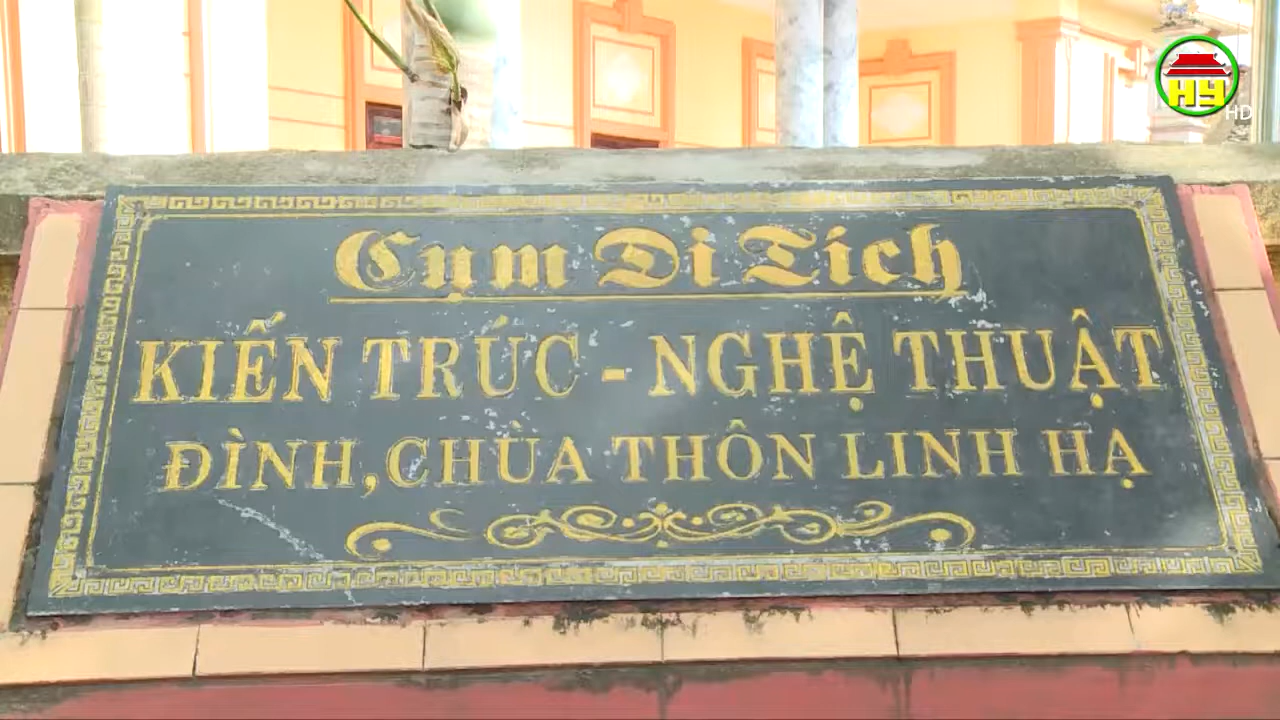 HY
HD
Cụm Di Tích
KIẾN TRÚC - NGHỆ THUẬT
ĐÌNH, CHÙA THÔN LINH HẠ